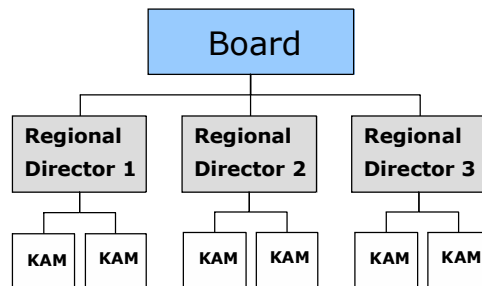 Board
Regional
Director 1
Regional
Director 2
Regional
Director 3
KAM
KAM
KAM
KAM
KAM
KAM